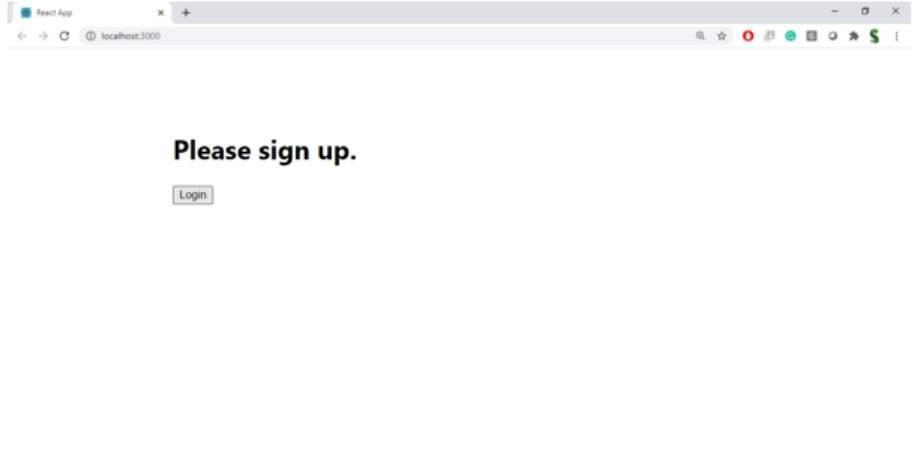 React App
localhost:3000
Please sign up.
Login